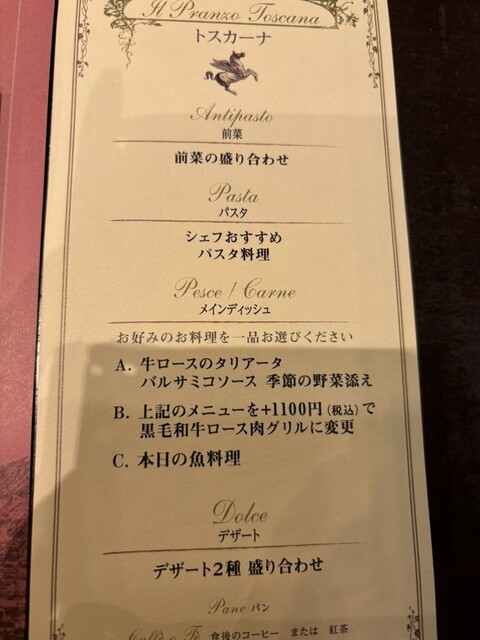 Il Pranzo Toscana
トスカーナ
Antipasto
前菜
前菜の盛り合わせ
Pasta
パスタ
シェフおすすめ
パスタ料理
Pesce / Carne
メインディッシュ
お好みのお料理を一品お選びください
A. 牛ロースのタリアータ
バルサミコソース 季節の野菜添え
B. 上記のメニューを+1100円(税込)で
黒毛和牛ロース肉グリルに変更
C. 本日の魚料理
Dolce
デザート
デザート2種 盛り合わせ
Pane パン
食後のコーヒー または 紅茶